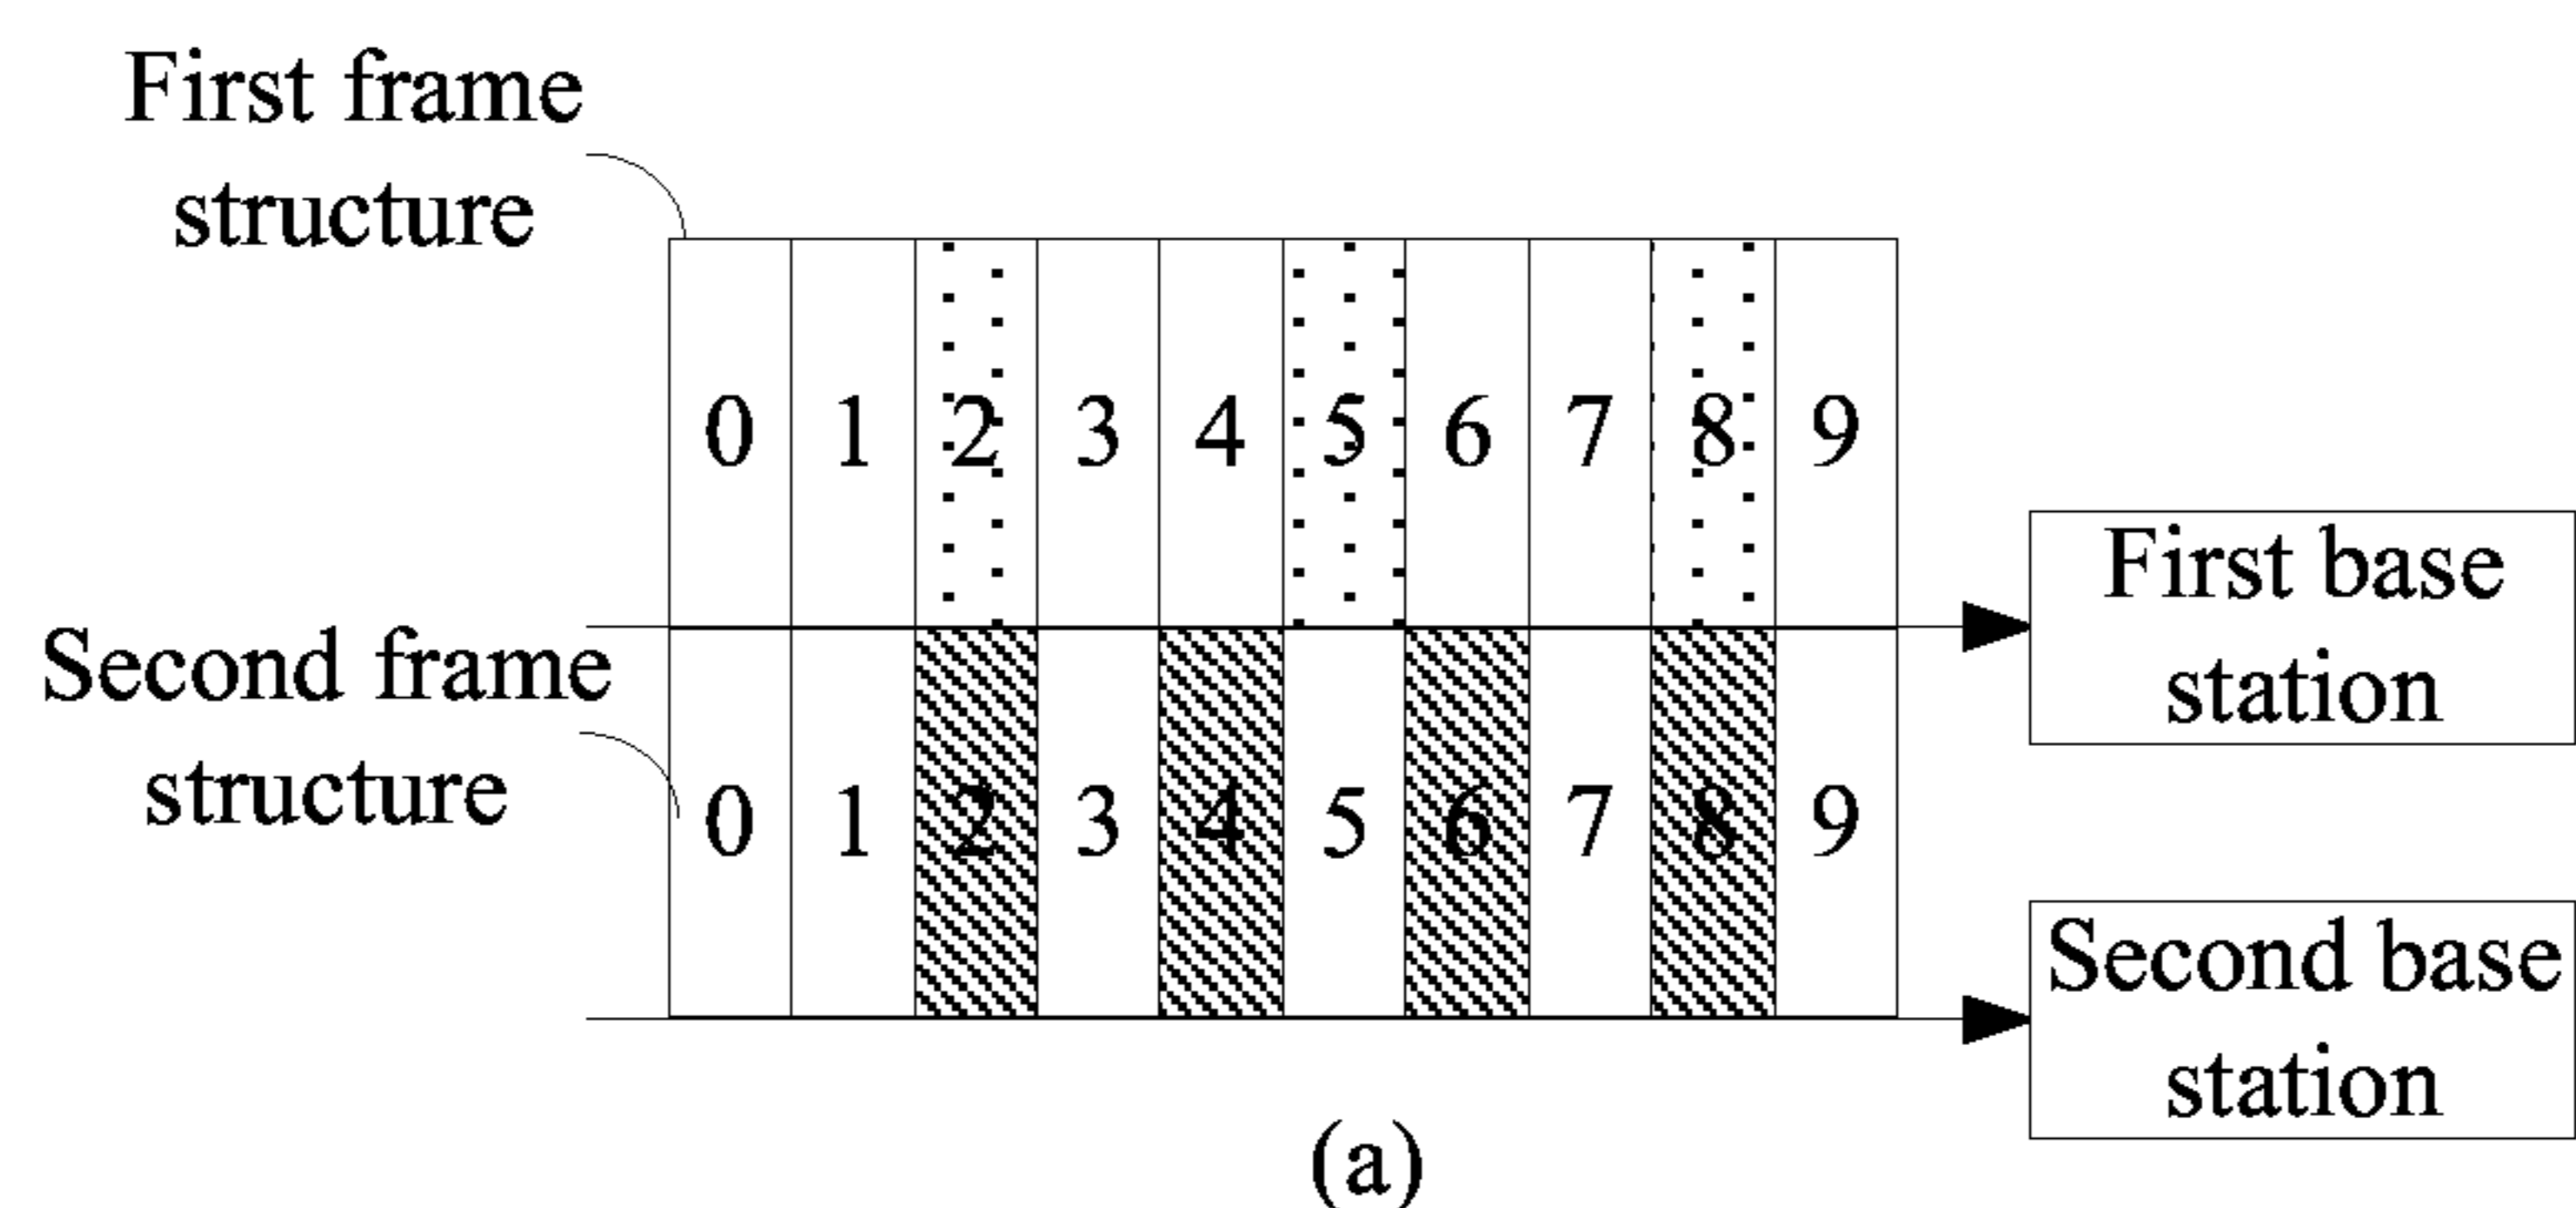 First frame
structure
0 1 2 3 4 5 6 7 8 9
First base
station
Second frame
structure
0 1 2 3 4 5 6 7 8 9
Second base
station
(a)